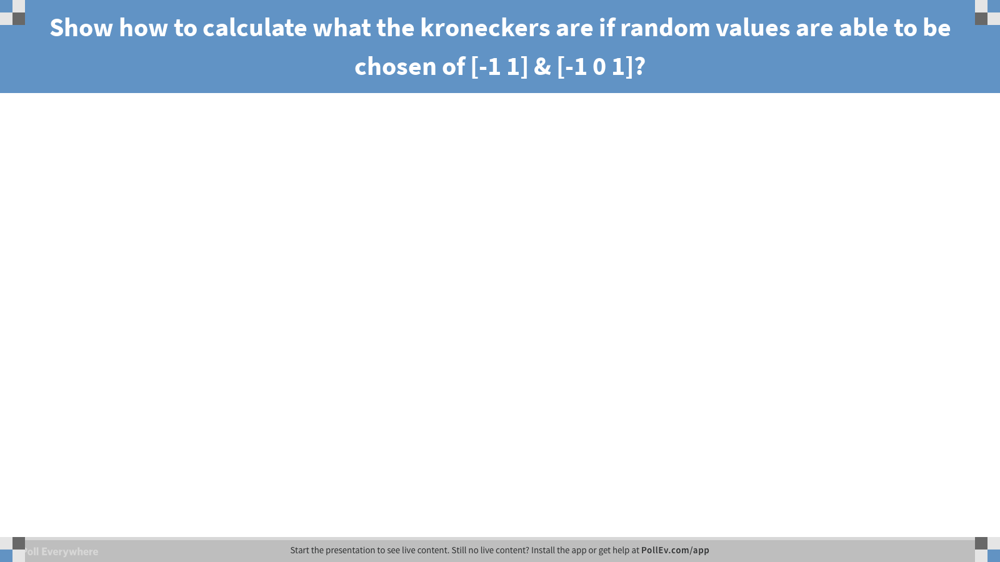 Show how to calculate what the kroneckers are if random values are able to be
chosen of [-1 1] & [-1 0 1]?
Poll Everywhere
Start the presentation to see live content. Still no live content? Install the app or get help at PollEv.com/app